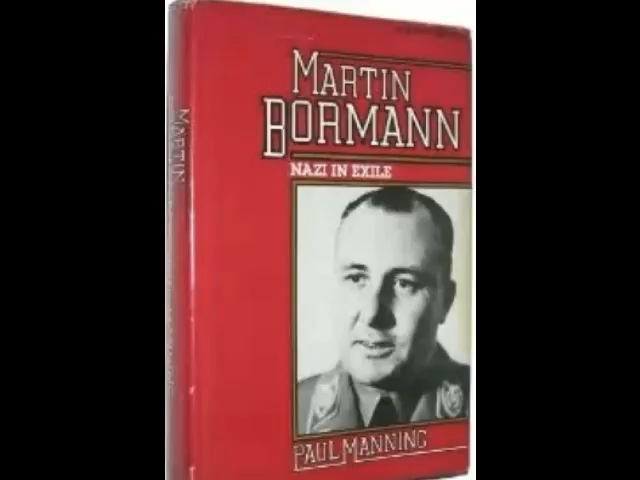 MARTIN
BORMANN
NAZI IN EXILE
PAUL MANNING
MARTIN